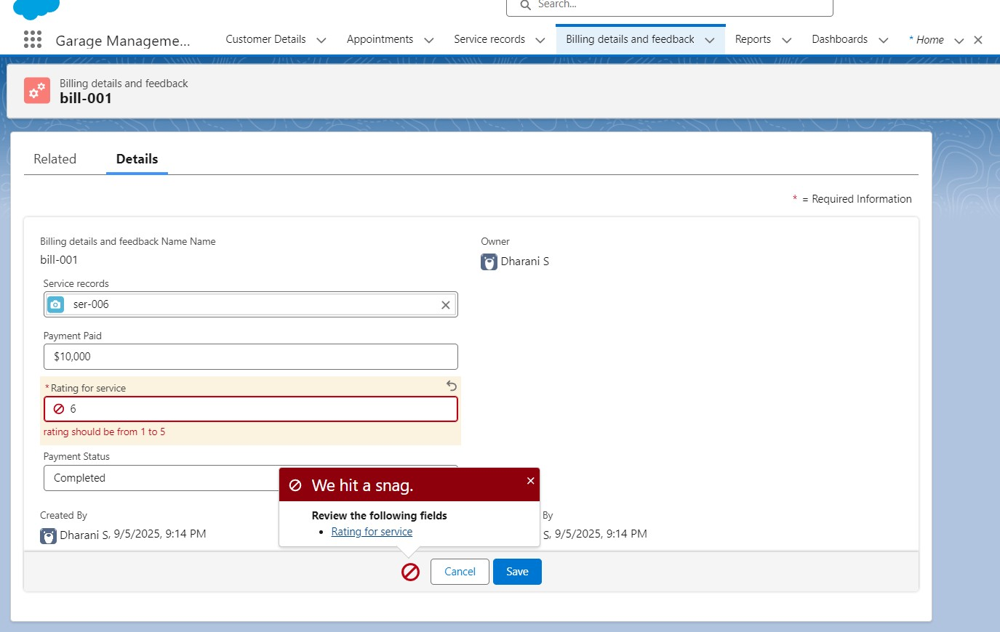 Search...
Garage Manageme...
Customer Details
Appointments
Service records
Billing details and feedback
Reports
Dashboards
* Home
Billing details and feedback
bill-001
Related
Details
* = Required Information
Billing details and feedback Name Name
bill-001
Owner
Dharani S
Service records
ser-006
Payment Paid
$10,000
*Rating for service
6
rating should be from 1 to 5
Payment Status
Completed
We hit a snag.
Review the following fields
• Rating for service
Created By
Dharani S, 9/5/2025, 9:14 PM
By
S, 9/5/2025, 9:14 PM
Cancel
Save